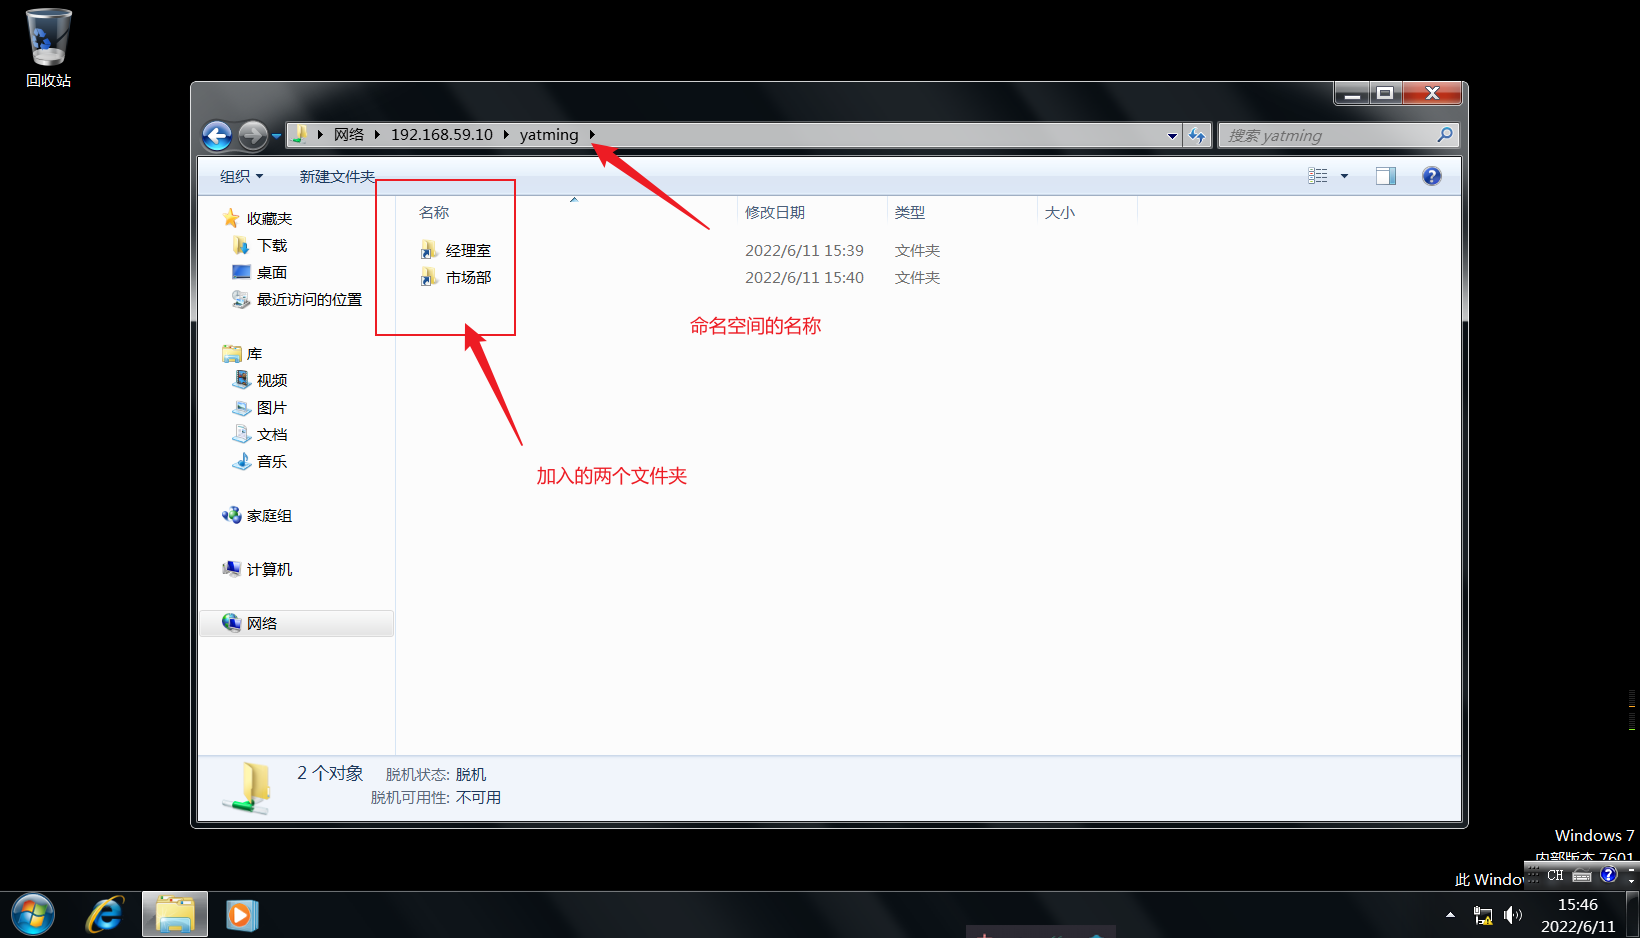 回收站
网络 192.168.59.10 yatming
搜索 yatming
组织 新建文件夹
名称 修改日期 类型 大小
经理室 2022/6/11 15:39 文件夹
市场部 2022/6/11 15:40 文件夹
收藏夹
下载
桌面
最近访问的位置
库
视频
图片
文档
音乐
家庭组
计算机
网络
命名空间的名称
加入的两个文件夹
2 个对象 脱机状态: 脱机
脱机可用性: 不可用
Windows 7
内部版本 7601
此 Window
CH
15:46
2022/6/11